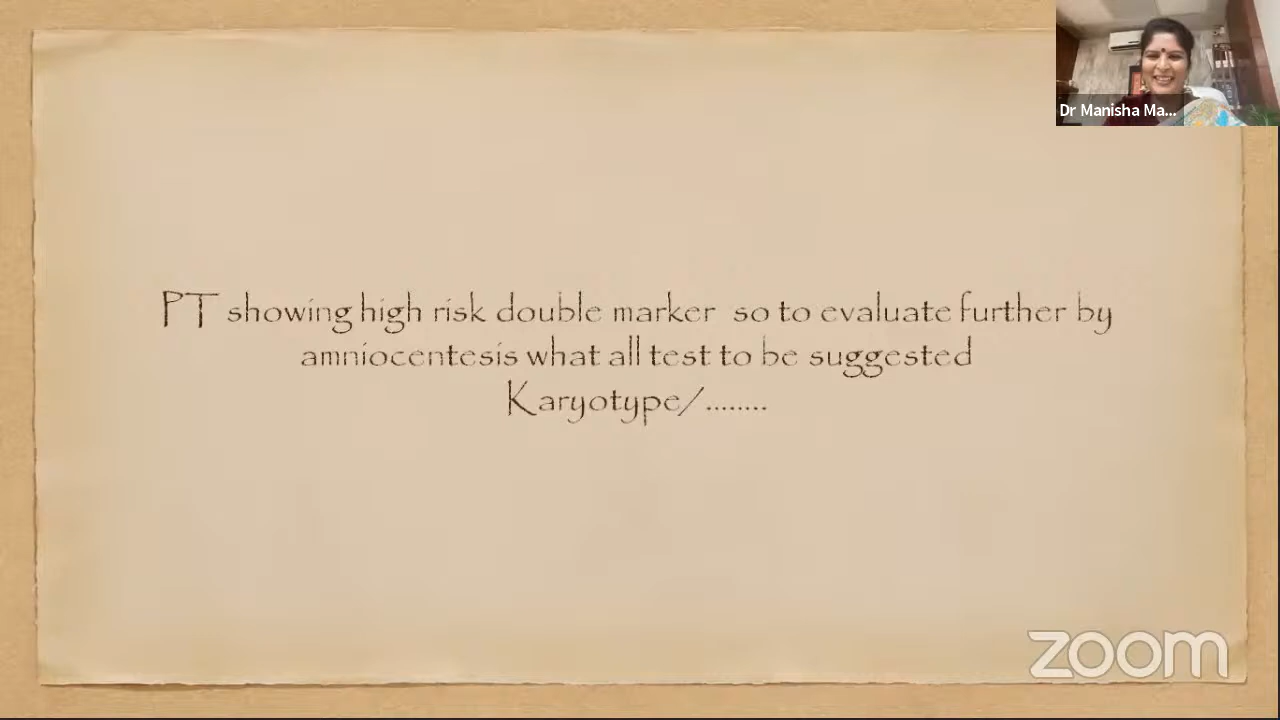 Dr Manisha Ma...
PT showing high risk double marker so to evaluate further by
amniocentesis what all test to be suggested
Karyotype/........
zoom